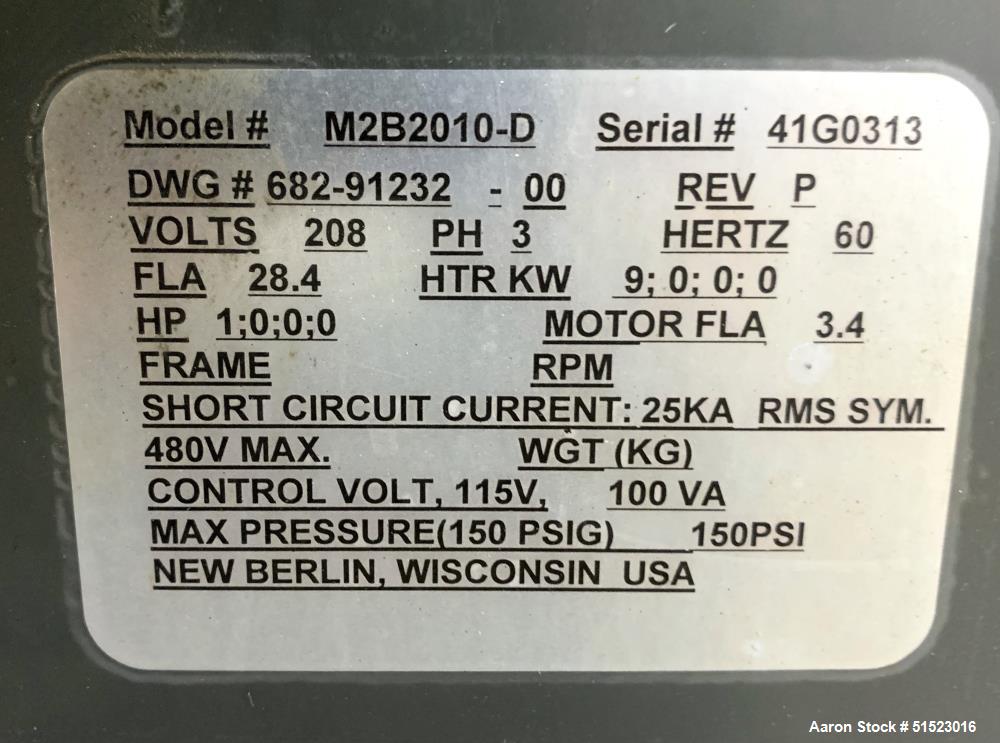 Model # M2B2010-D Serial # 41G0313
DWG # 682-91232 - 00 REV P
VOLTS 208 PH 3 HERTZ 60
FLA 28.4 HTR KW 9; 0; 0; 0
HP 1;0;0;0 MOTOR FLA 3.4
FRAME RPM
SHORT CIRCUIT CURRENT: 25KA RMS SYM.
480V MAX. WGT (KG)
CONTROL VOLT, 115V, 100 VA
MAX PRESSURE(150 PSIG) 150PSI
NEW BERLIN, WISCONSIN USA
Aaron Stock # 51523016